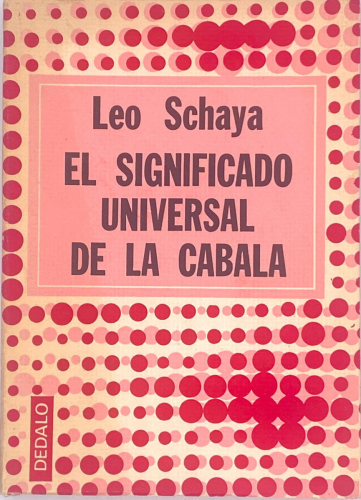 Leo Schaya
EL SIGNIFICADO
UNIVERSAL
DE LA CABALA
DEDALO